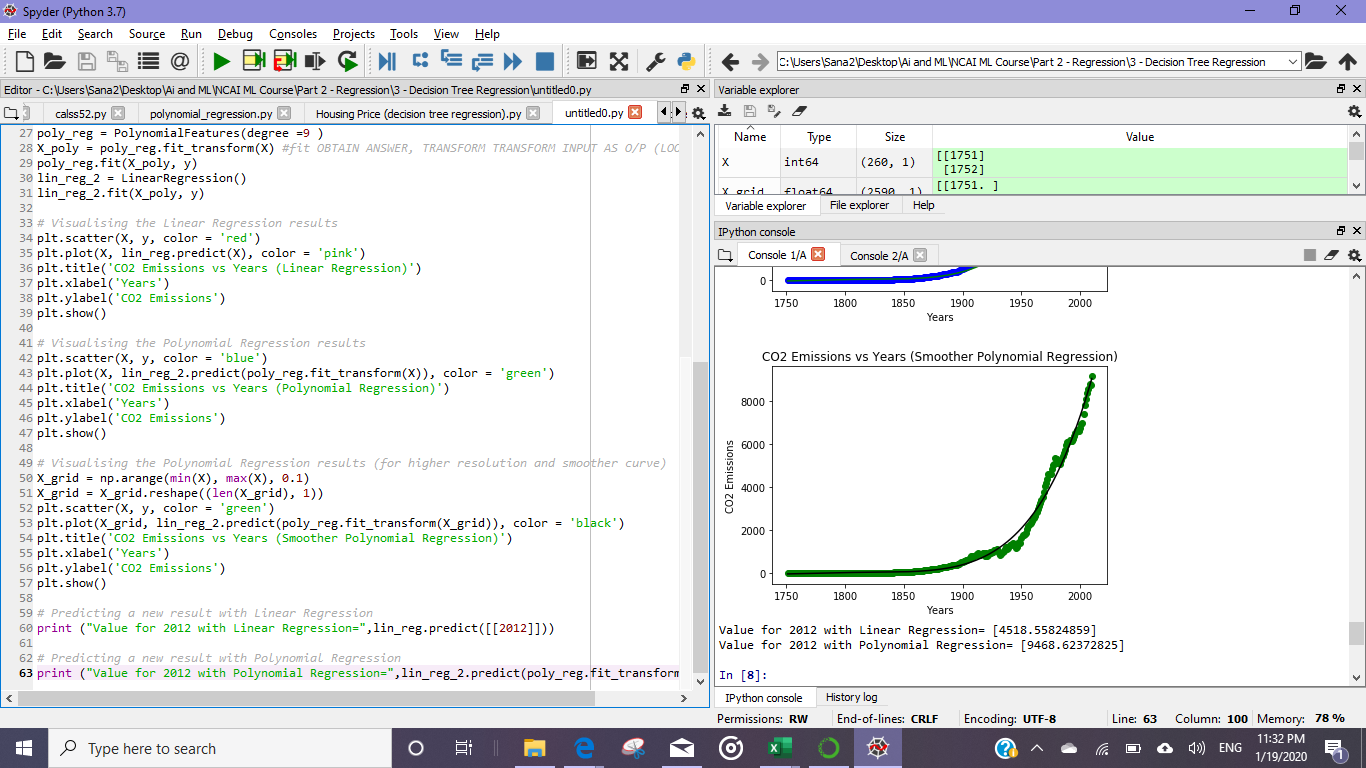 Spyder (Python 3.7)
File Edit Search Source Run Debug Consoles Projects Tools View Help
C:\Users\Sana2\Desktop\Ai and ML\NCAI ML Course\Part 2 - Regression\3 - Decision Tree Regression
Editor - C:\Users\Sana2\Desktop\Ai and ML\NCAI ML Course\Part 2 - Regression\3 - Decision Tree Regression\untitled0.py
calss52.py polynomial_regression.py Housing Price (decision tree regression).py untitled0.py
27 poly_reg = PolynomialFeatures(degree =9 )
28 X_poly = poly_reg.fit_transform(X) #fit OBTAIN ANSWER, TRANSFORM TRANSFORM INPUT AS O/P (LOO
29 poly_reg.fit(X_poly, y)
30 lin_reg_2 = LinearRegression()
31 lin_reg_2.fit(X_poly, y)
32
33 # Visualising the Linear Regression results
34 plt.scatter(X, y, color = 'red')
35 plt.plot(X, lin_reg.predict(X), color = 'pink')
36 plt.title('CO2 Emissions vs Years (Linear Regression)')
37 plt.xlabel('Years')
38 plt.ylabel('CO2 Emissions')
39 plt.show()
40
41 # Visualising the Polynomial Regression results
42 plt.scatter(X, y, color = 'blue')
43 plt.plot(X, lin_reg_2.predict(poly_reg.fit_transform(X)), color = 'green')
44 plt.title('CO2 Emissions vs Years (Polynomial Regression)')
45 plt.xlabel('Years')
46 plt.ylabel('CO2 Emissions')
47 plt.show()
48
49 # Visualising the Polynomial Regression results (for higher resolution and smoother curve)
50 X_grid = np.arange(min(X), max(X), 0.1)
51 X_grid = X_grid.reshape((len(X_grid), 1))
52 plt.scatter(X, y, color = 'green')
53 plt.plot(X_grid, lin_reg_2.predict(poly_reg.fit_transform(X_grid)), color = 'black')
54 plt.title('CO2 Emissions vs Years (Smoother Polynomial Regression)')
55 plt.xlabel('Years')
56 plt.ylabel('CO2 Emissions')
57 plt.show()
58
59 # Predicting a new result with Linear Regression
60 print ("Value for 2012 with Linear Regression=",lin_reg.predict([[2012]]))
61
62 # Predicting a new result with Polynomial Regression
63 print ("Value for 2012 with Polynomial Regression=",lin_reg_2.predict(poly_reg.fit_transform
Variable explorer
Name Type Size Value
X int64 (260, 1) [[1751]
[1752]
X_grid float64 (2590, 1) [[1751. ]
Variable explorer File explorer Help
IPython console
Console 1/A Console 2/A
0
1750 1800 1850 1900 1950 2000
Years
CO2 Emissions vs Years (Smoother Polynomial Regression)
8000
6000
4000
2000
0
CO2 Emissions
1750 1800 1850 1900 1950 2000
Years
Value for 2012 with Linear Regression= [4518.55824859]
Value for 2012 with Polynomial Regression= [9468.62372825]
In [8]:
IPython console History log
Permissions: RW End-of-lines: CRLF Encoding: UTF-8 Line: 63 Column: 100 Memory: 78 %
Type here to search
ENG
11:32 PM
1/19/2020
1